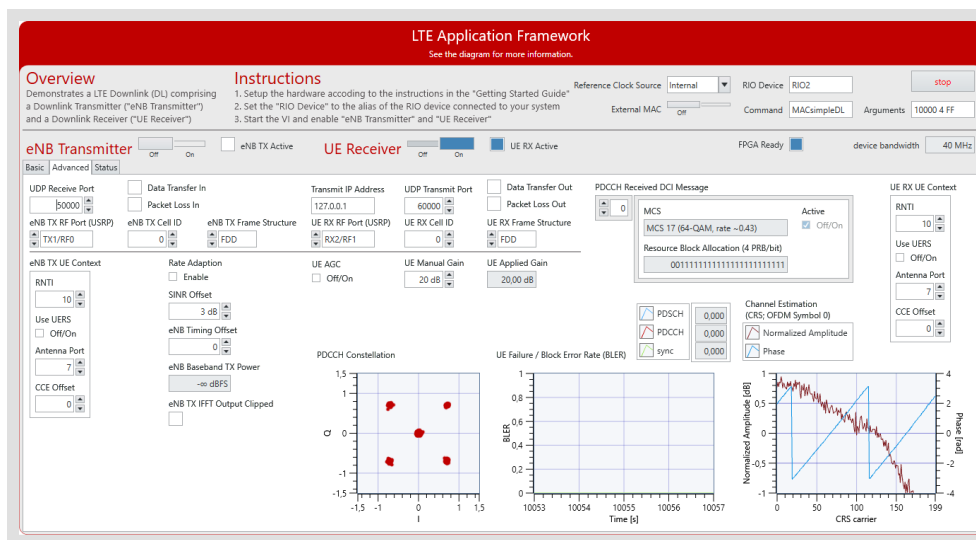 LTE Application Framework
See the diagram for more information.
Overview
Demonstrates a LTE Downlink (DL) comprising
a Downlink Transmitter ("eNB Transmitter")
and a Downlink Receiver ("UE Receiver")
Instructions
1. Setup the hardware accoding to the instructions in the "Getting Started Guide"
2. Set the "RIO Device" to the alias of the RIO device connected to your system
3. Start the VI and enable "eNB Transmitter" and "UE Receiver"
Reference Clock Source Internal
RIO Device RIO2
stop
External MAC Off
Command MACsimpleDL
Arguments 10000 4 FF
eNB Transmitter Off On
eNB TX Active
UE Receiver Off On
UE RX Active
FPGA Ready
device bandwidth 40 MHz
Basic Advanced Status
UDP Receive Port
50000
Data Transfer In
Packet Loss In
Transmit IP Address
127.0.0.1
UDP Transmit Port
60000
Data Transfer Out
Packet Loss Out
eNB TX RF Port (USRP)
TX1/RF0
eNB TX Cell ID
0
eNB TX Frame Structure
FDD
UE RX RF Port (USRP)
RX2/RF1
UE RX Cell ID
0
UE RX Frame Structure
FDD
PDCCH Received DCI Message
0
MCS
MCS 17 (64-QAM, rate ~0.43)
Active
Off/On
Resource Block Allocation (4 PRB/bit)
0011111111111111111111111
UE RX UE Context
RNTI
10
Use UERS
Off/On
Antenna Port
7
CCE Offset
0
eNB TX UE Context
RNTI
10
Use UERS
Off/On
Antenna Port
7
CCE Offset
0
Rate Adaption
Enable
SINR Offset
3 dB
eNB Timing Offset
0
eNB Baseband TX Power
-∞ dBFS
eNB TX IFFT Output Clipped
UE AGC
Off/On
UE Manual Gain
20 dB
UE Applied Gain
20,00 dB
PDSCH 0,000
PDCCH 0,000
sync 0,000
Channel Estimation
(CRS; OFDM Symbol 0)
Normalized Amplitude
Phase
PDCCH Constellation
1,5
1
0
-1
-1,5
Q
-1,5 -1 0 1 1,5
I
UE Failure / Block Error Rate (BLER)
1
0,8
0,6
0,4
0,2
0
BLER
10053 10054 10055 10056 10057
Time [s]
1
0,5
0
-0,5
-1
Normalized Amplitude [dB]
4
2
0
-2
-4
Phase [rad]
0 50 100 150 199
CRS carrier